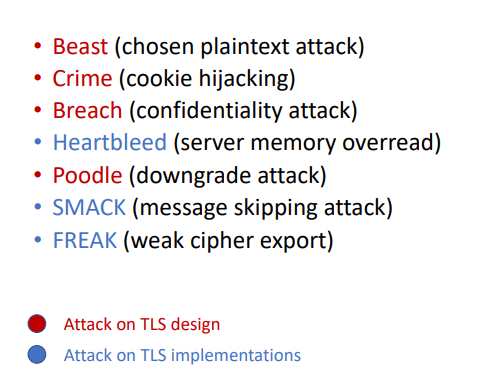 • Beast (chosen plaintext attack)
• Crime (cookie hijacking)
• Breach (confidentiality attack)
• Heartbleed (server memory overread)
• Poodle (downgrade attack)
• SMACK (message skipping attack)
• FREAK (weak cipher export)
Attack on TLS design
Attack on TLS implementations